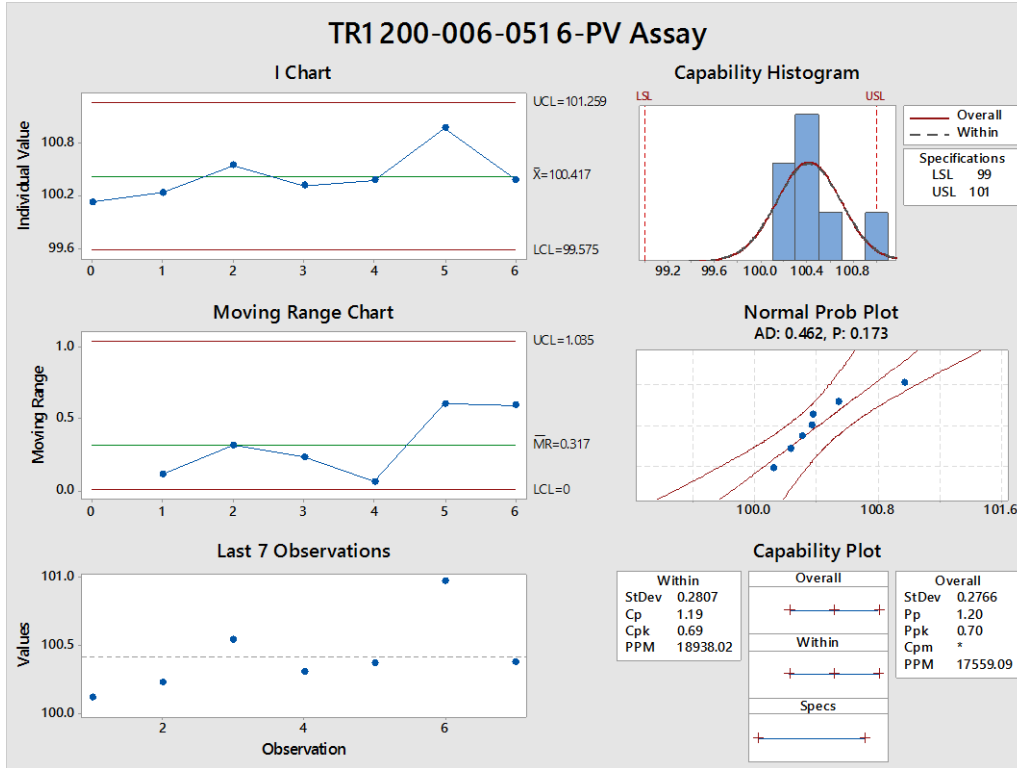 TR1200-006-0516-PV Assay
I Chart
Individual Value
100.8
100.2
99.6
0 1 2 3 4 5 6
UCL=101.259
X̄=100.417
LCL=99.575
Capability Histogram
LSL USL
99.2 99.6 100.0 100.4 100.8
Overall
Within
Specifications
LSL 99
USL 101
Moving Range Chart
Moving Range
1.0
0.5
0.0
0 1 2 3 4 5 6
UCL=1.035
M̅R̅=0.317
LCL=0
Normal Prob Plot
AD: 0.462, P: 0.173
100.0 100.8 101.6
Last 7 Observations
Values
101.0
100.5
100.0
2 4 6
Observation
Capability Plot
Within
StDev 0.2807
Cp 1.19
Cpk 0.69
PPM 18938.02
Overall
Within
Specs
Overall
StDev 0.2766
Pp 1.20
Ppk 0.70
Cpm *
PPM 17559.09